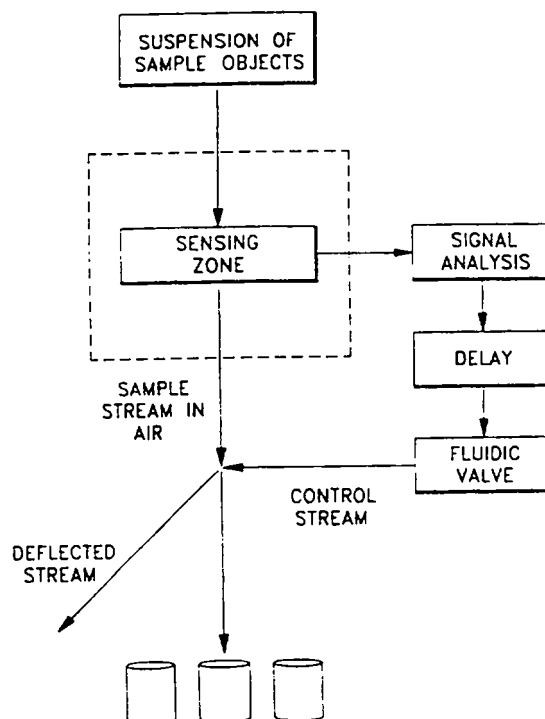 SUSPENSION OF
SAMPLE OBJECTS
SENSING
ZONE
SIGNAL
ANALYSIS
DELAY
SAMPLE
STREAM IN
AIR
FLUIDIC
VALVE
CONTROL
STREAM
DEFLECTED
STREAM